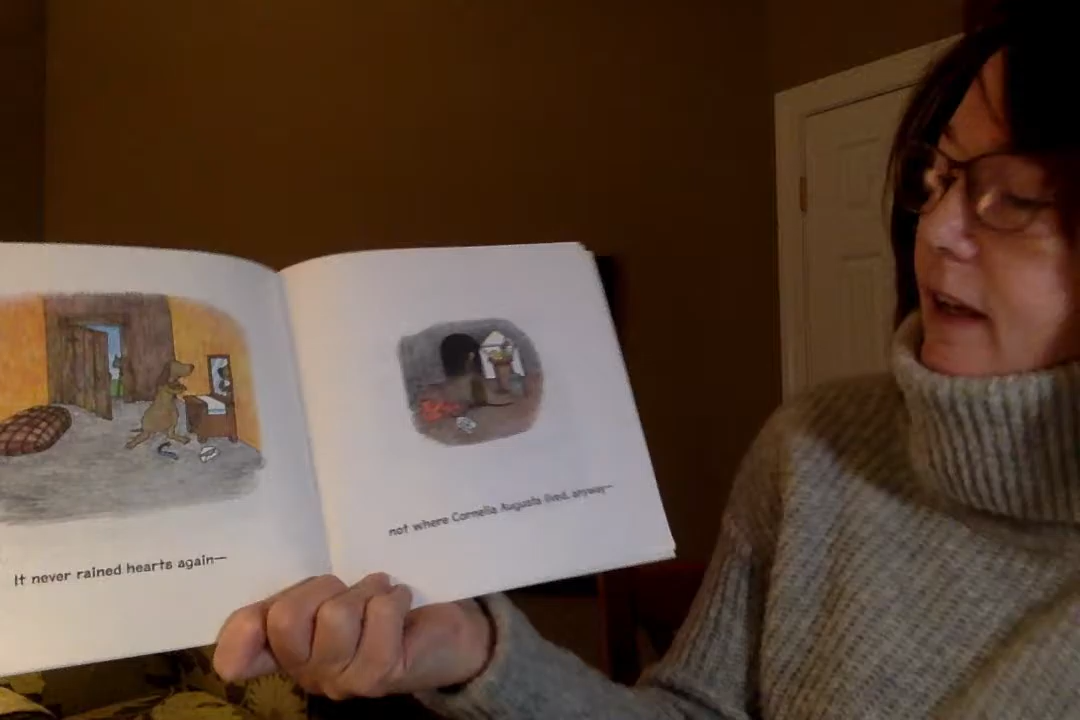 It never rained hearts again—
not where Cornelia Augusta lived, anyway—